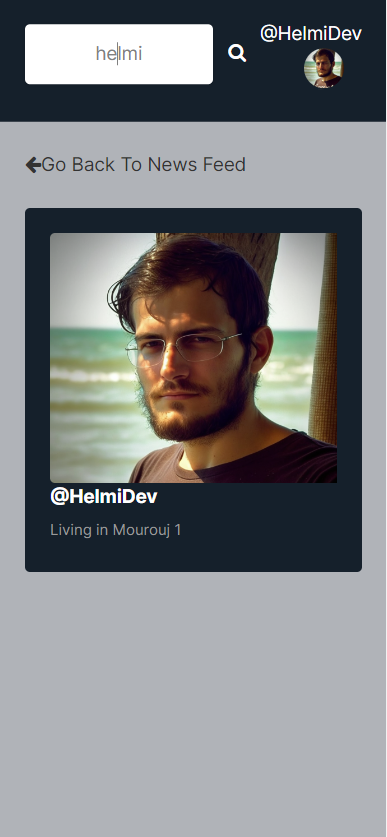 helmi
@HelmiDev
Go Back To News Feed
@HelmiDev
Living in Mourouj 1